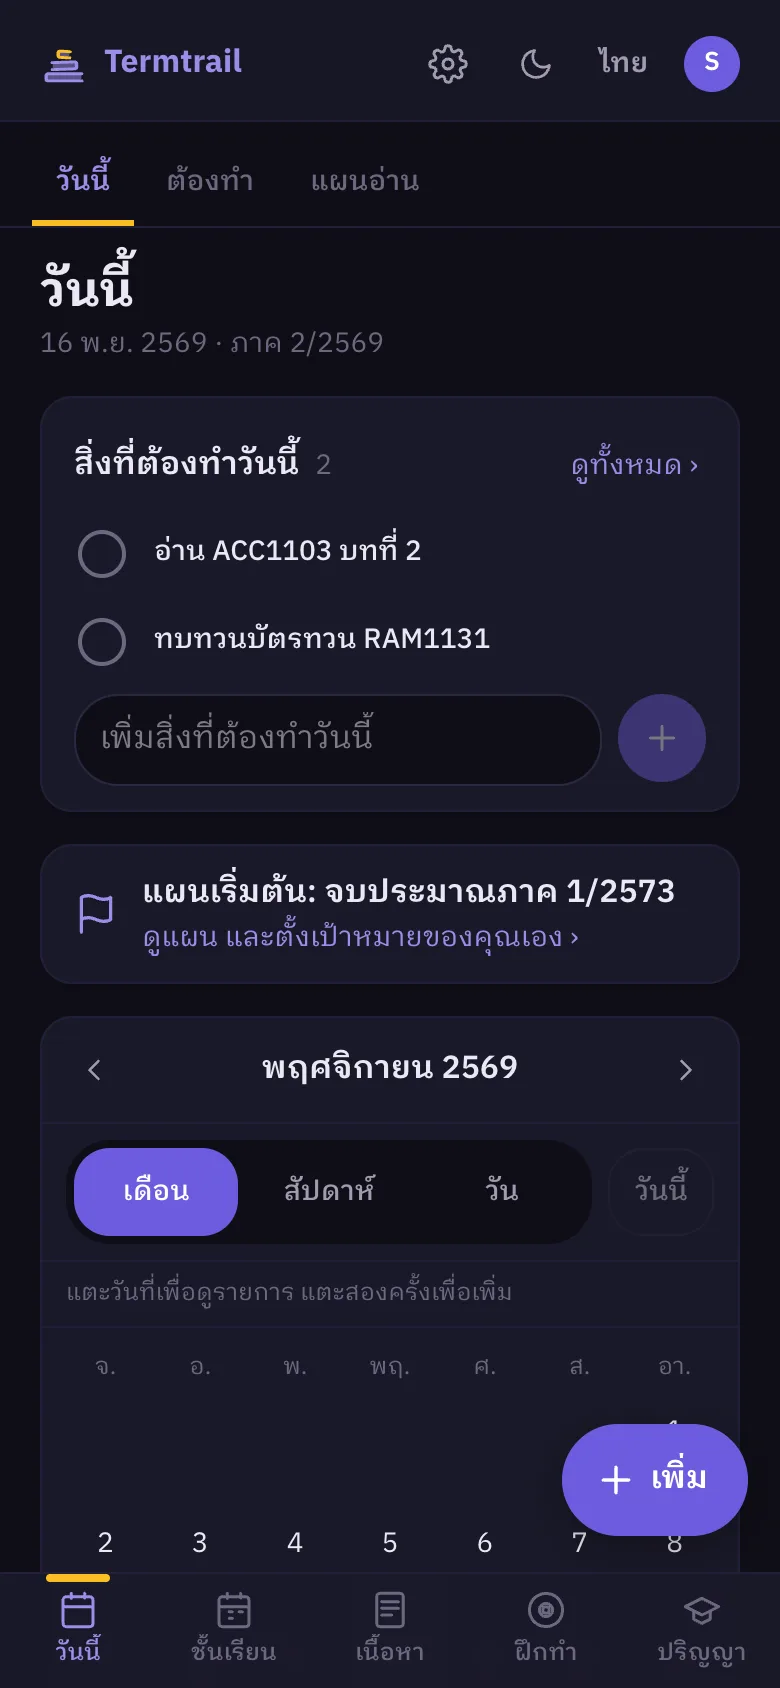 Termtrail
ไทย
S
วันนี้
ต้องทำ
แผนอ่าน
วันนี้
16 พ.ย. 2569 · ภาค 2/2569
สิ่งที่ต้องทำวันนี้ 2
ดูทั้งหมด ›
อ่าน ACC1103 บทที่ 2
ทบทวนบัตรทวน RAM1131
เพิ่มสิ่งที่ต้องทำวันนี้
+
แผนเริ่มต้น: จบประมาณภาค 1/2573
ดูแผน และตั้งเป้าหมายของคุณเอง ›
พฤศจิกายน 2569
เดือน
สัปดาห์
วัน
วันนี้
แตะวันที่เพื่อดูรายการ แตะสองครั้งเพื่อเพิ่ม
จ. อ. พ. พฤ. ศ. ส. อา.
+ เพิ่ม
2 3 4 5 6 7 8
วันนี้
ชั้นเรียน
เนื้อหา
ฝึกทำ
ปริญญา